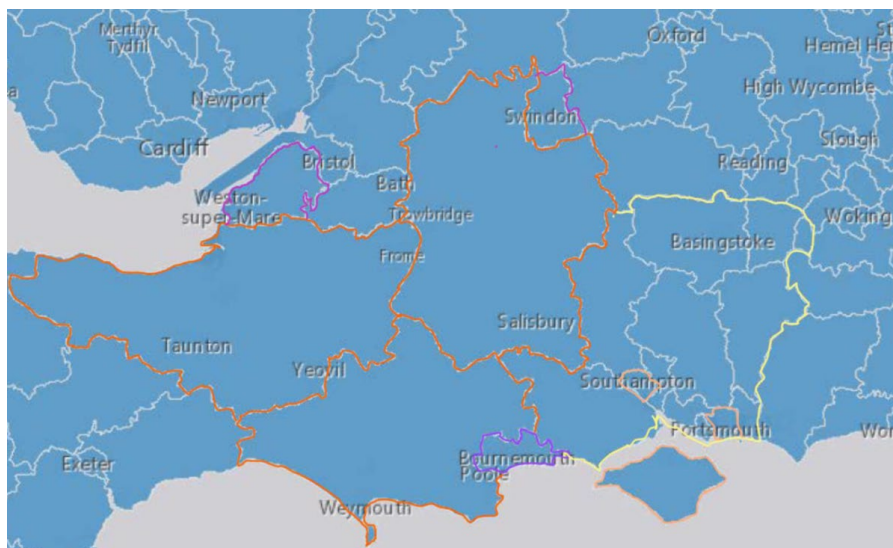 Merthyr
Tydfil
Oxford
St
Hemel He
High Wycombe
a
Newport
Swindon
Cardiff
Bristol
Slough
Reading
Bath
Weston-
super-Mare
Trowbridge
Woking
Basingstoke
Frome
Salisbury
Taunton
Yeovil
Southampton
Portsmouth
Wor
Exeter
Bournemouth
Poole
Weymouth